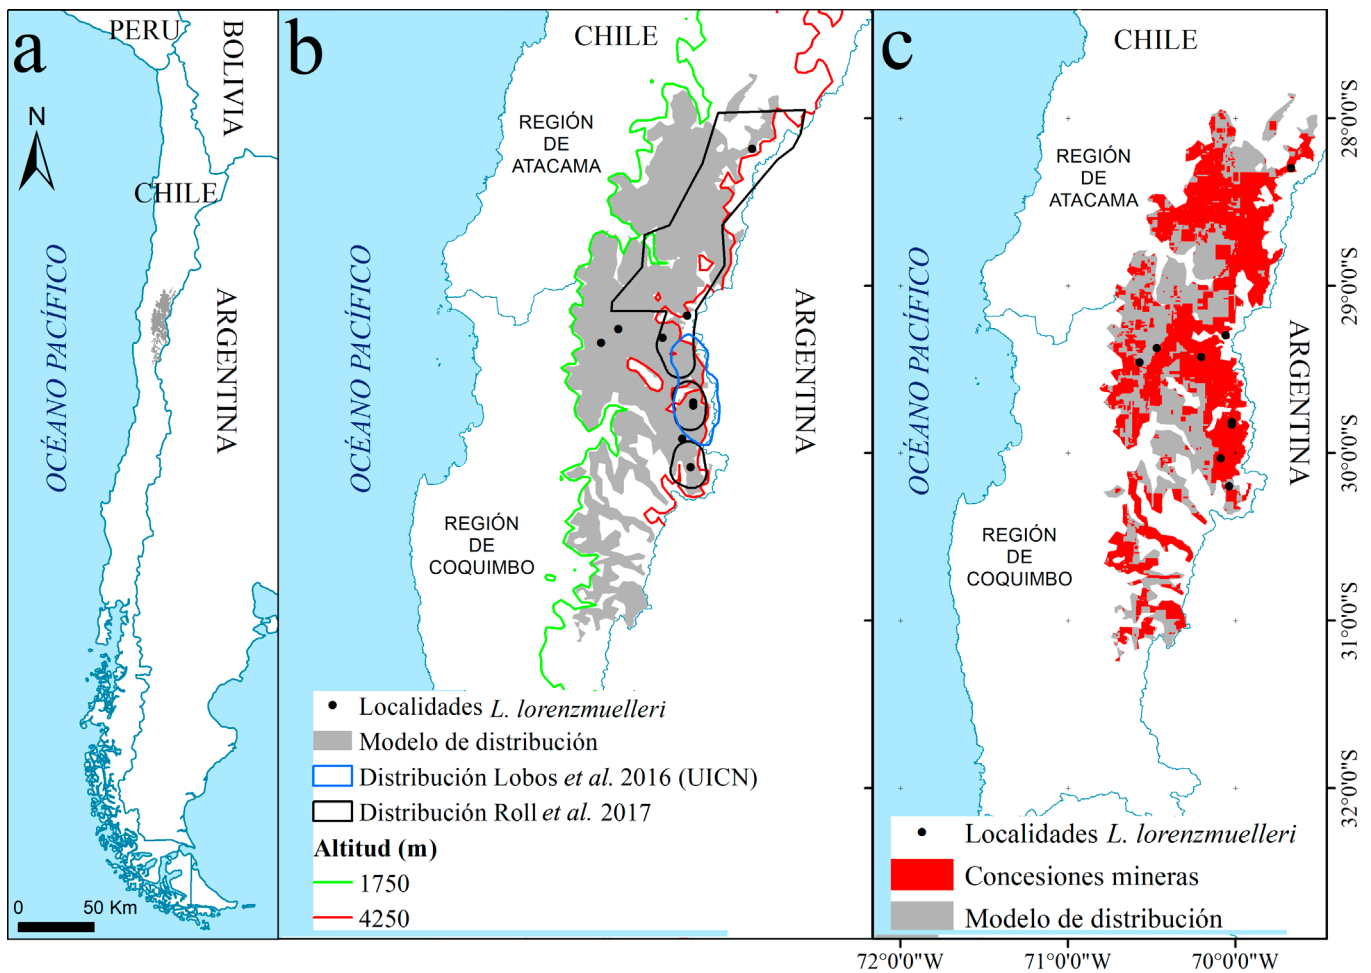 a
PERU
BOLIVIA
N
CHILE
OCÉANO PACÍFICO
ARGENTINA
0 50 Km
b
CHILE
REGIÓN
DE
ATACAMA
OCÉANO PACÍFICO
ARGENTINA
REGIÓN
DE
COQUIMBO
Localidades L. lorenzmuelleri
Modelo de distribución
Distribución Lobos et al. 2016 (UICN)
Distribución Roll et al. 2017
Altitud (m)
1750
4250
c
CHILE
REGIÓN
DE
ATACAMA
OCÉANO PACÍFICO
ARGENTINA
REGIÓN
DE
COQUIMBO
Localidades L. lorenzmuelleri
Concesiones mineras
Modelo de distribución
28°0'0"S
29°0'0"S
30°0'0"S
31°0'0"S
32°0'0"S
72°0'0"W 71°0'0"W 70°0'0"W